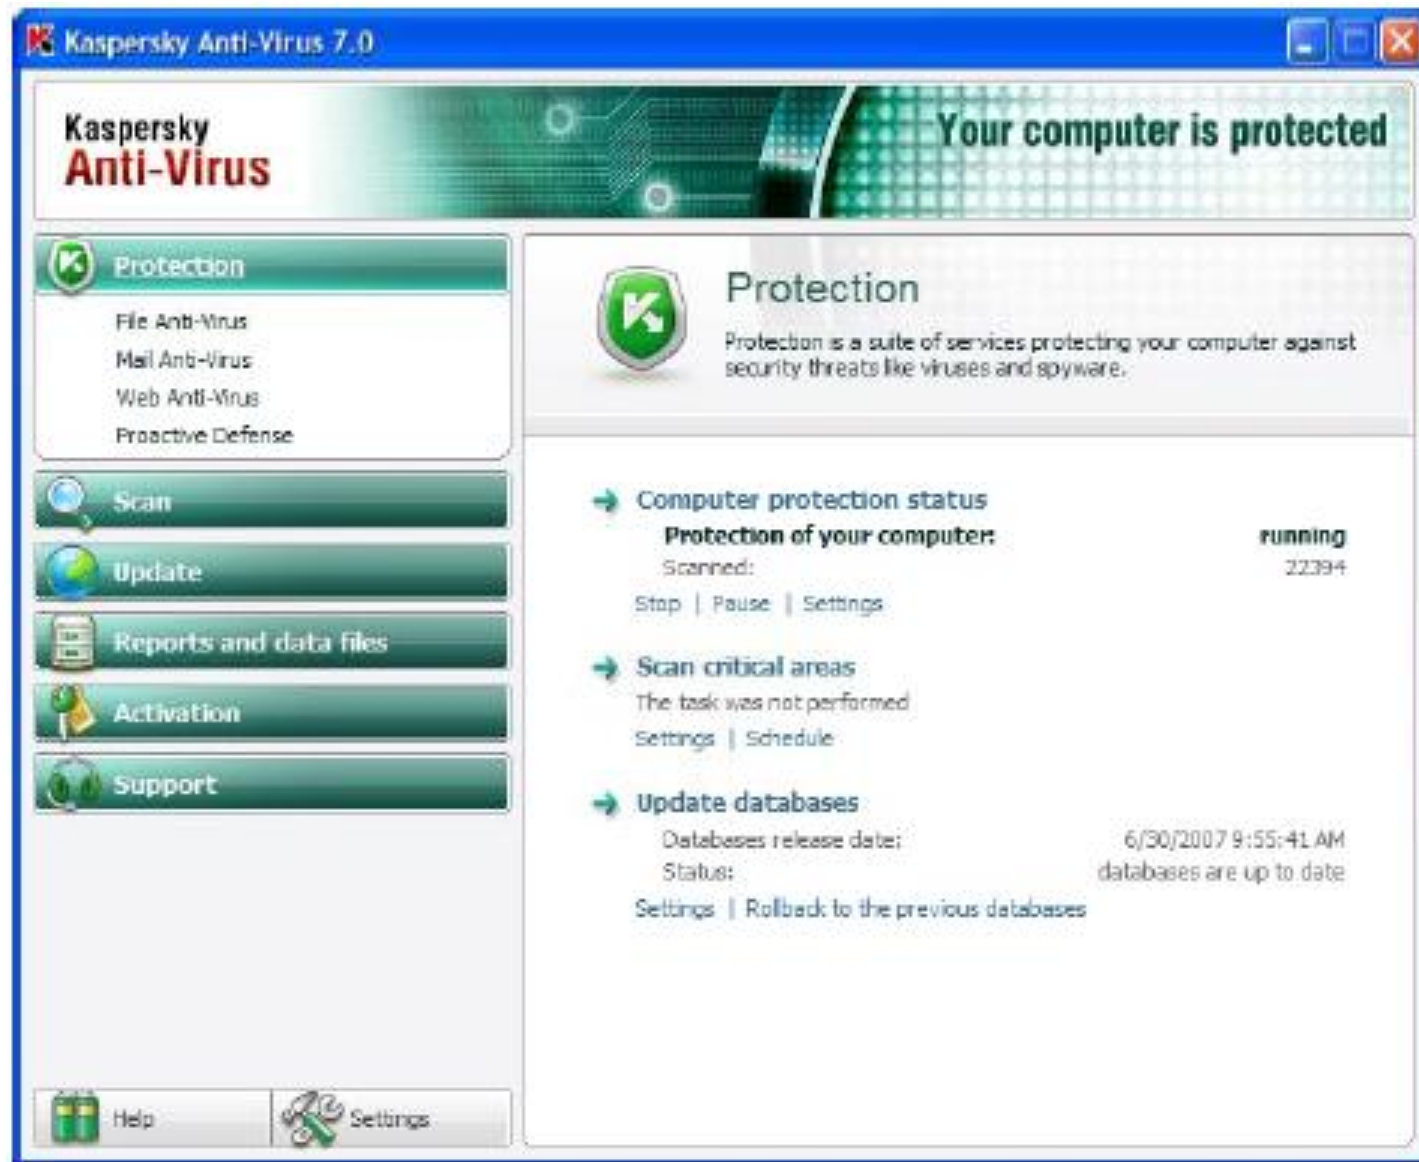 Kaspersky Anti-Virus 7.0
Kaspersky
Anti-Virus
Your computer is protected
Protection
File Anti-Virus
Mail Anti-Virus
Web Anti-Virus
Proactive Defense
Scan
Update
Reports and data files
Activation
Support
Help
Settings
Protection
Protection is a suite of services protecting your computer against
security threats like viruses and spyware.
Computer protection status
Protection of your computer: running
Scanned: 22394
Stop | Pause | Settings
Scan critical areas
The task was not performed
Settings | Schedule
Update databases
Databases release date: 6/30/2007 9:55:41 AM
Status: databases are up to date
Settings | Rollback to the previous databases